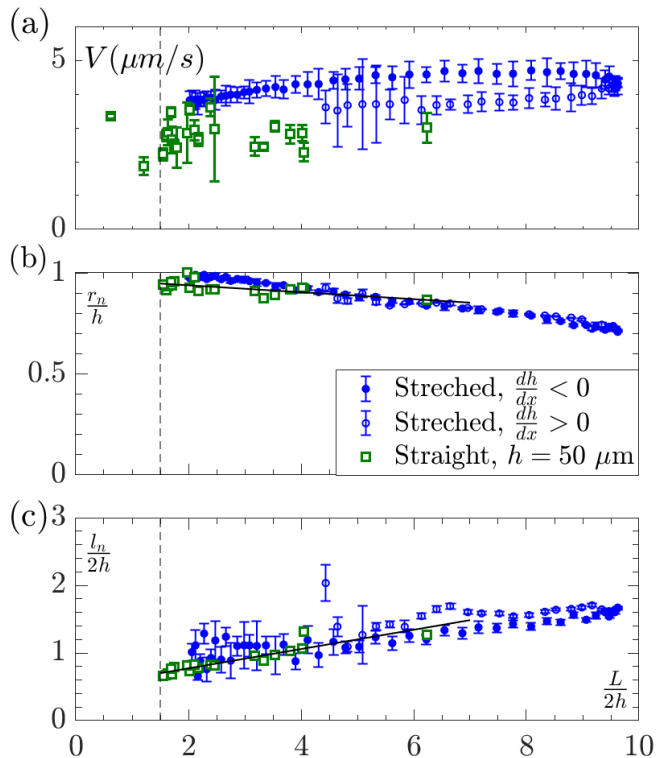 (a)
V(μm/s)
5
0
(b)
1
r_n/h
0.5
0
Streched, dh/dx < 0
Streched, dh/dx > 0
Straight, h = 50 μm
(c)
3
l_n/2h
2
1
0
L/2h
0 2 4 6 8 10